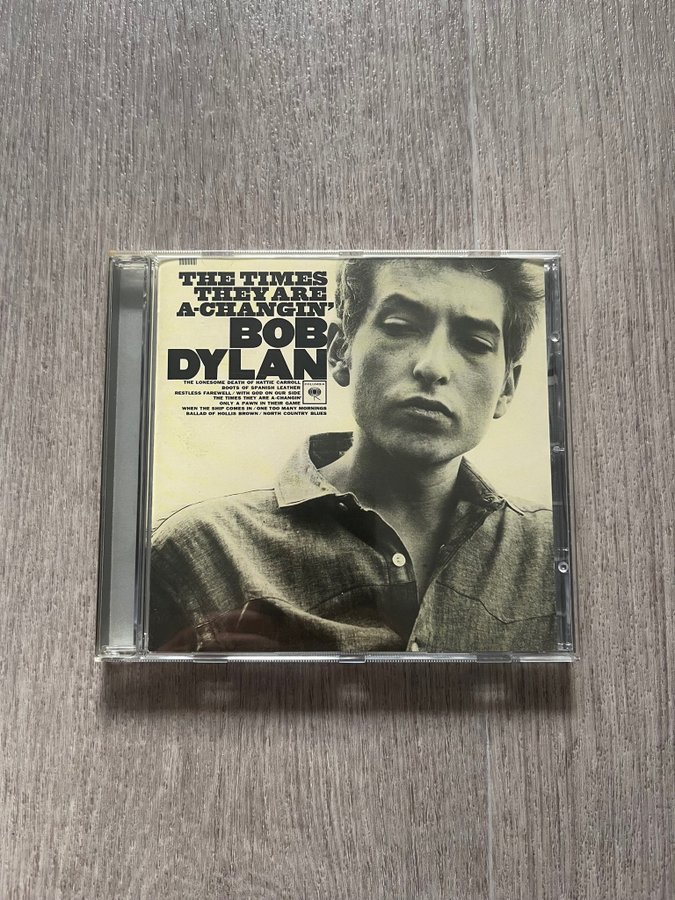 THE TIMES
THEY ARE
A-CHANGIN'
BOB
DYLAN
THE LONESOME DEATH OF HATTIE CARROLL
BOOTS OF SPANISH LEATHER
RESTLESS FAREWELL / WITH GOD ON OUR SIDE
THE TIMES THEY ARE A-CHANGIN'
ONLY A PAWN IN THEIR GAME
WHEN THE SHIP COMES IN / ONE TOO MANY MORNINGS
BALLAD OF HOLLIS BROWN / NORTH COUNTRY BLUES
COLUMBIA